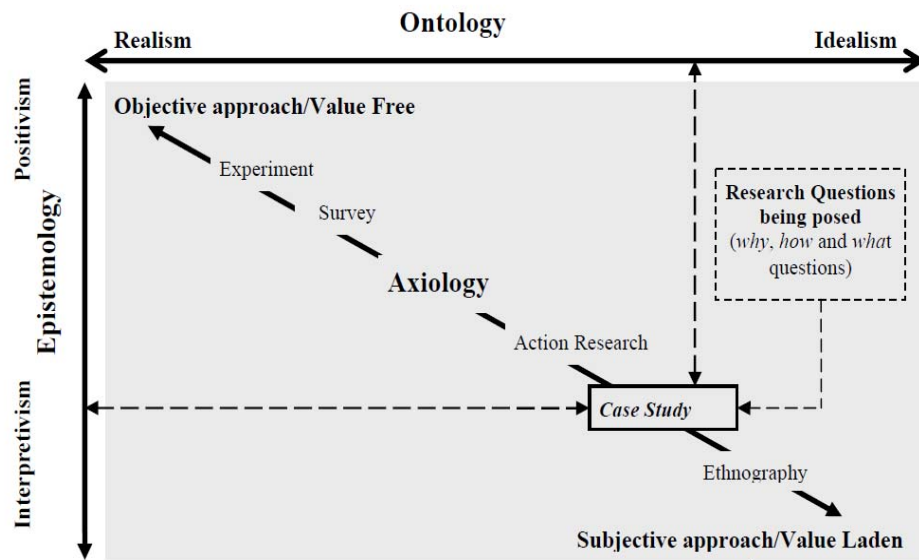 Ontology
Realism
Idealism
Epistemology
Positivism
Interpretivism
Objective approach/Value Free
Experiment
Survey
Axiology
Action Research
Case Study
Ethnography
Subjective approach/Value Laden
Research Questions
being posed
(why, how and what
questions)